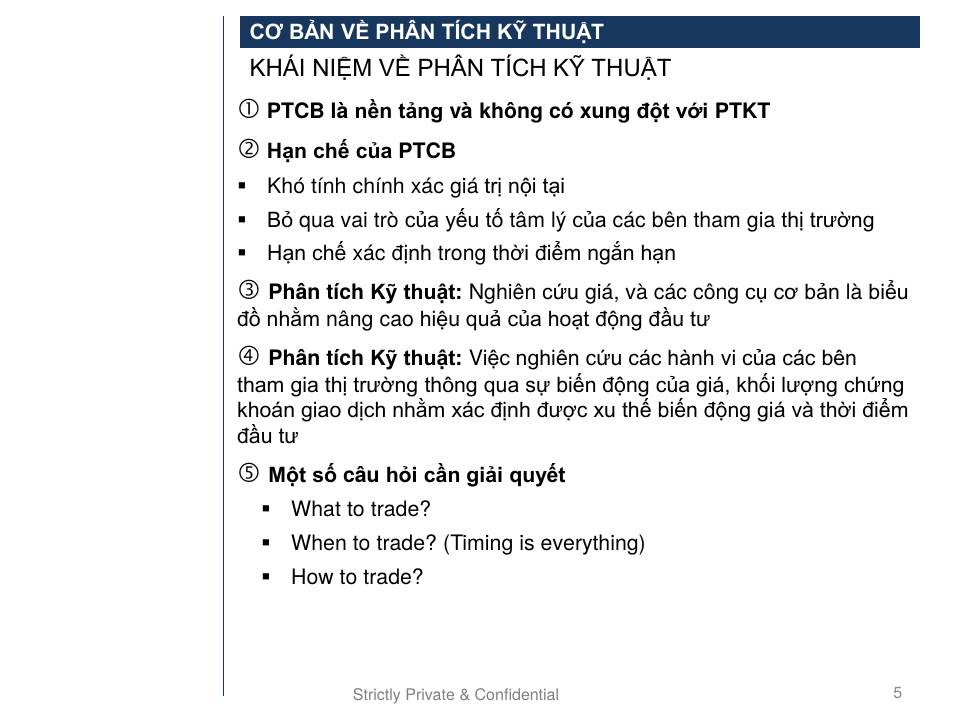 CƠ BẢN VỀ PHÂN TÍCH KỸ THUẬT
KHÁI NIỆM VỀ PHÂN TÍCH KỸ THUẬT
① PTCB là nền tảng và không có xung đột với PTKT
② Hạn chế của PTCB
▪ Khó tính chính xác giá trị nội tại
▪ Bỏ qua vai trò của yếu tố tâm lý của các bên tham gia thị trường
▪ Hạn chế xác định trong thời điểm ngắn hạn
③ Phân tích Kỹ thuật: Nghiên cứu giá, và các công cụ cơ bản là biểu
đồ nhằm nâng cao hiệu quả của hoạt động đầu tư
④ Phân tích Kỹ thuật: Việc nghiên cứu các hành vi của các bên
tham gia thị trường thông qua sự biến động của giá, khối lượng chứng
khoán giao dịch nhằm xác định được xu thế biến động giá và thời điểm
đầu tư
⑤ Một số câu hỏi cần giải quyết
▪ What to trade?
▪ When to trade? (Timing is everything)
▪ How to trade?
Strictly Private & Confidential
5